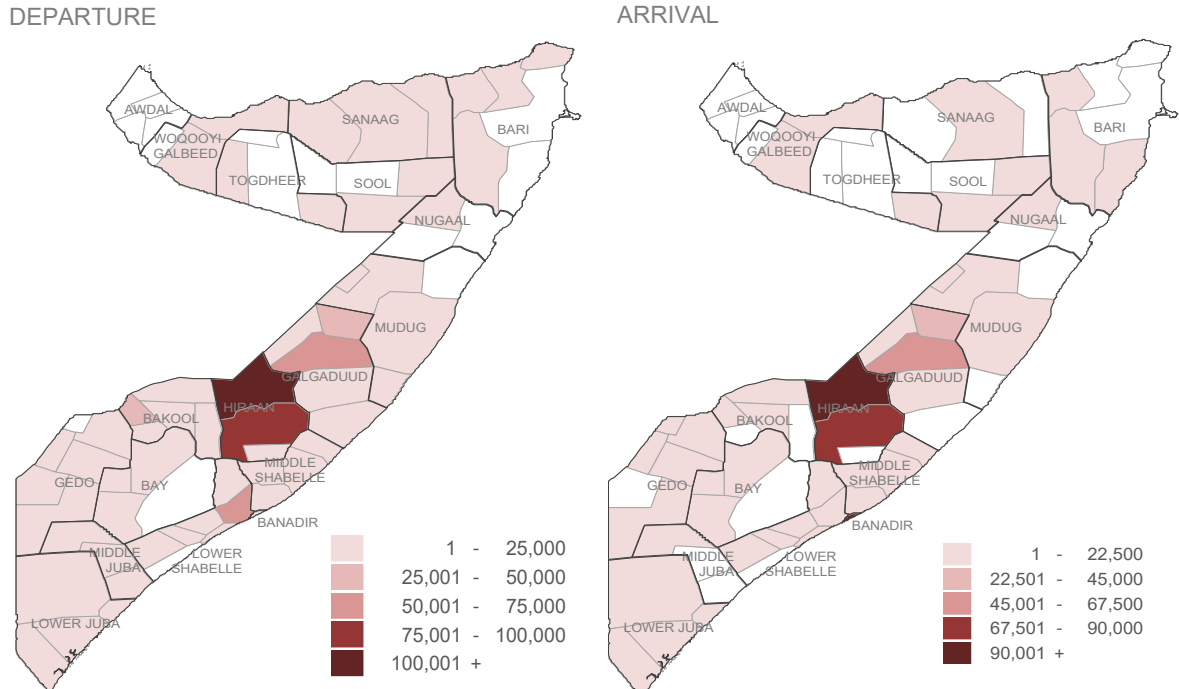 DEPARTURE
AWDAL
WOQOOYI
GALBEED
TOGDHEER
SANAAG
SOOL
BARI
NUGAAL
MUDUG
GALGADUUD
HIRAAN
BAKOOL
GEDO
BAY
MIDDLE
SHABELLE
BANADIR
LOWER
SHABELLE
MIDDLE
JUBA
LOWER JUBA
1 - 25,000
25,001 - 50,000
50,001 - 75,000
75,001 - 100,000
100,001 +
ARRIVAL
AWDAL
WOQOOYI
GALBEED
TOGDHEER
SANAAG
SOOL
BARI
NUGAAL
MUDUG
GALGADUUD
HIRAAN
BAKOOL
GEDO
BAY
MIDDLE
SHABELLE
BANADIR
LOWER
SHABELLE
MIDDLE
JUBA
LOWER JUBA
1 - 22,500
22,501 - 45,000
45,001 - 67,500
67,501 - 90,000
90,001 +